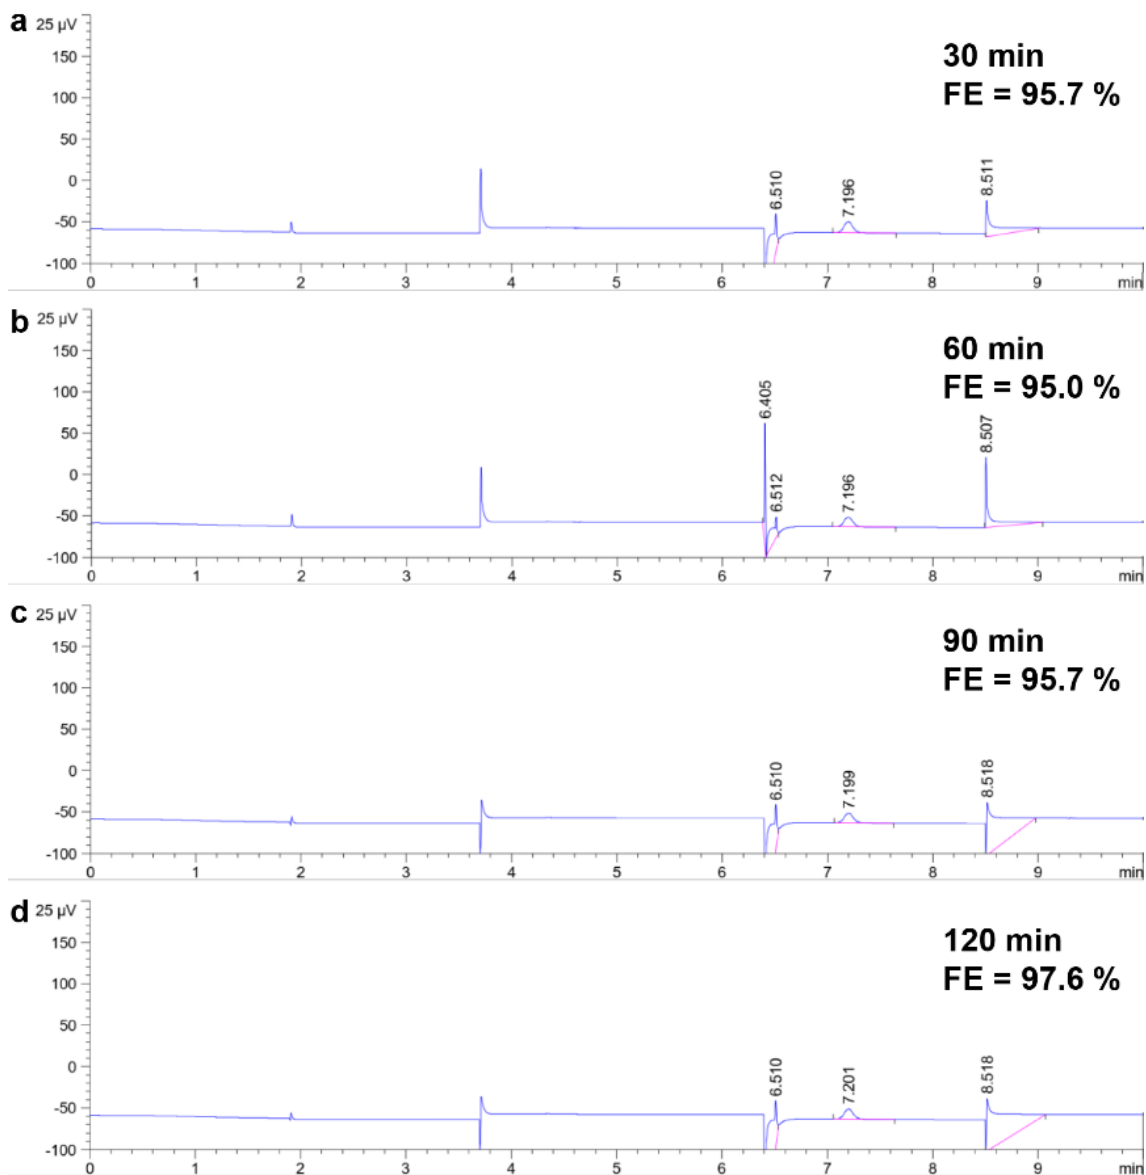 a
25 µV
150
100
50
0
-50
-100
30 min
FE = 95.7 %
6.510
7.196
8.511
0 1 2 3 4 5 6 7 8 9 min
b
25 µV
150
100
50
0
-50
-100
60 min
FE = 95.0 %
6.405
6.512
7.196
8.507
0 1 2 3 4 5 6 7 8 9 min
c
25 µV
150
100
50
0
-50
-100
90 min
FE = 95.7 %
6.510
7.199
8.518
0 1 2 3 4 5 6 7 8 9 min
d
25 µV
150
100
50
0
-50
-100
120 min
FE = 97.6 %
6.510
7.201
8.518
0 1 2 3 4 5 6 7 8 9 min